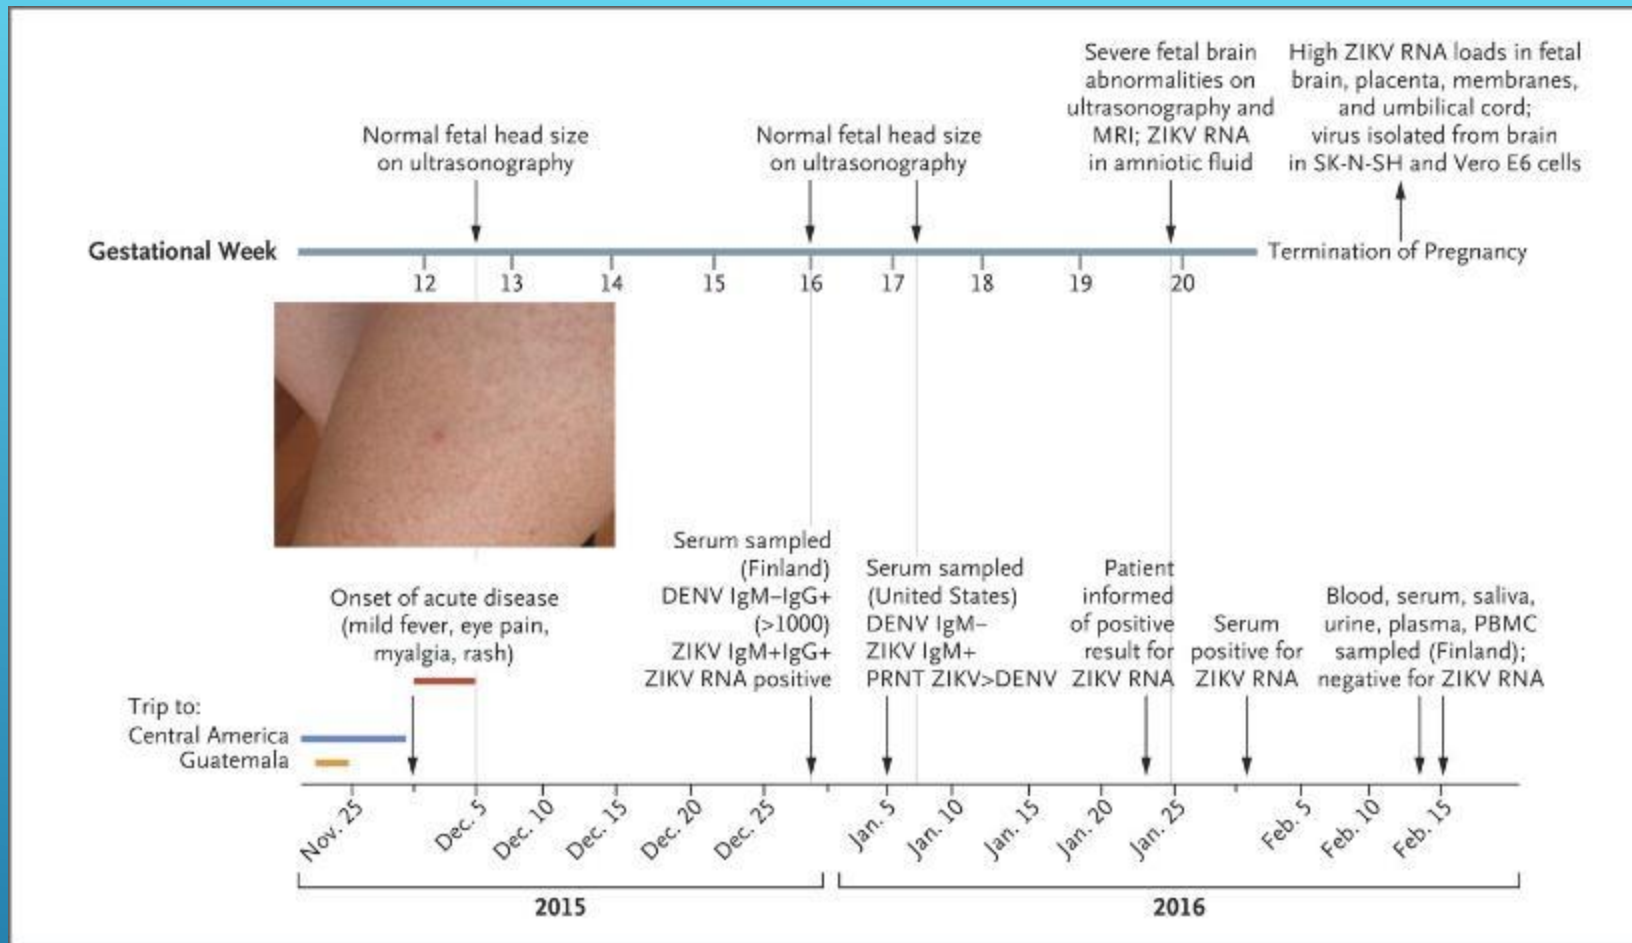 Normal fetal head size
on ultrasonography
Normal fetal head size
on ultrasonography
Severe fetal brain
abnormalities on
ultrasonography and
MRI; ZIKV RNA
in amniotic fluid
High ZIKV RNA loads in fetal
brain, placenta, membranes,
and umbilical cord;
virus isolated from brain
in SK-N-SH and Vero E6 cells
Gestational Week
Termination of Pregnancy
12 13 14 15 16 17 18 19 20
Onset of acute disease
(mild fever, eye pain,
myalgia, rash)
Serum sampled
(Finland)
DENV IgM–IgG+
(>1000)
ZIKV IgM+IgG+
ZIKV RNA positive
Serum sampled
(United States)
DENV IgM–
ZIKV IgM+
PRNT ZIKV>DENV
Patient
informed
of positive
result for
ZIKV RNA
Serum
positive for
ZIKV RNA
Blood, serum, saliva,
urine, plasma, PBMC
sampled (Finland);
negative for ZIKV RNA
Trip to:
Central America
Guatemala
Nov. 25 Dec. 5 Dec. 10 Dec. 15 Dec. 20 Dec. 25 Jan. 5 Jan. 10 Jan. 15 Jan. 20 Jan. 25 Feb. 5 Feb. 10 Feb. 15
2015 2016